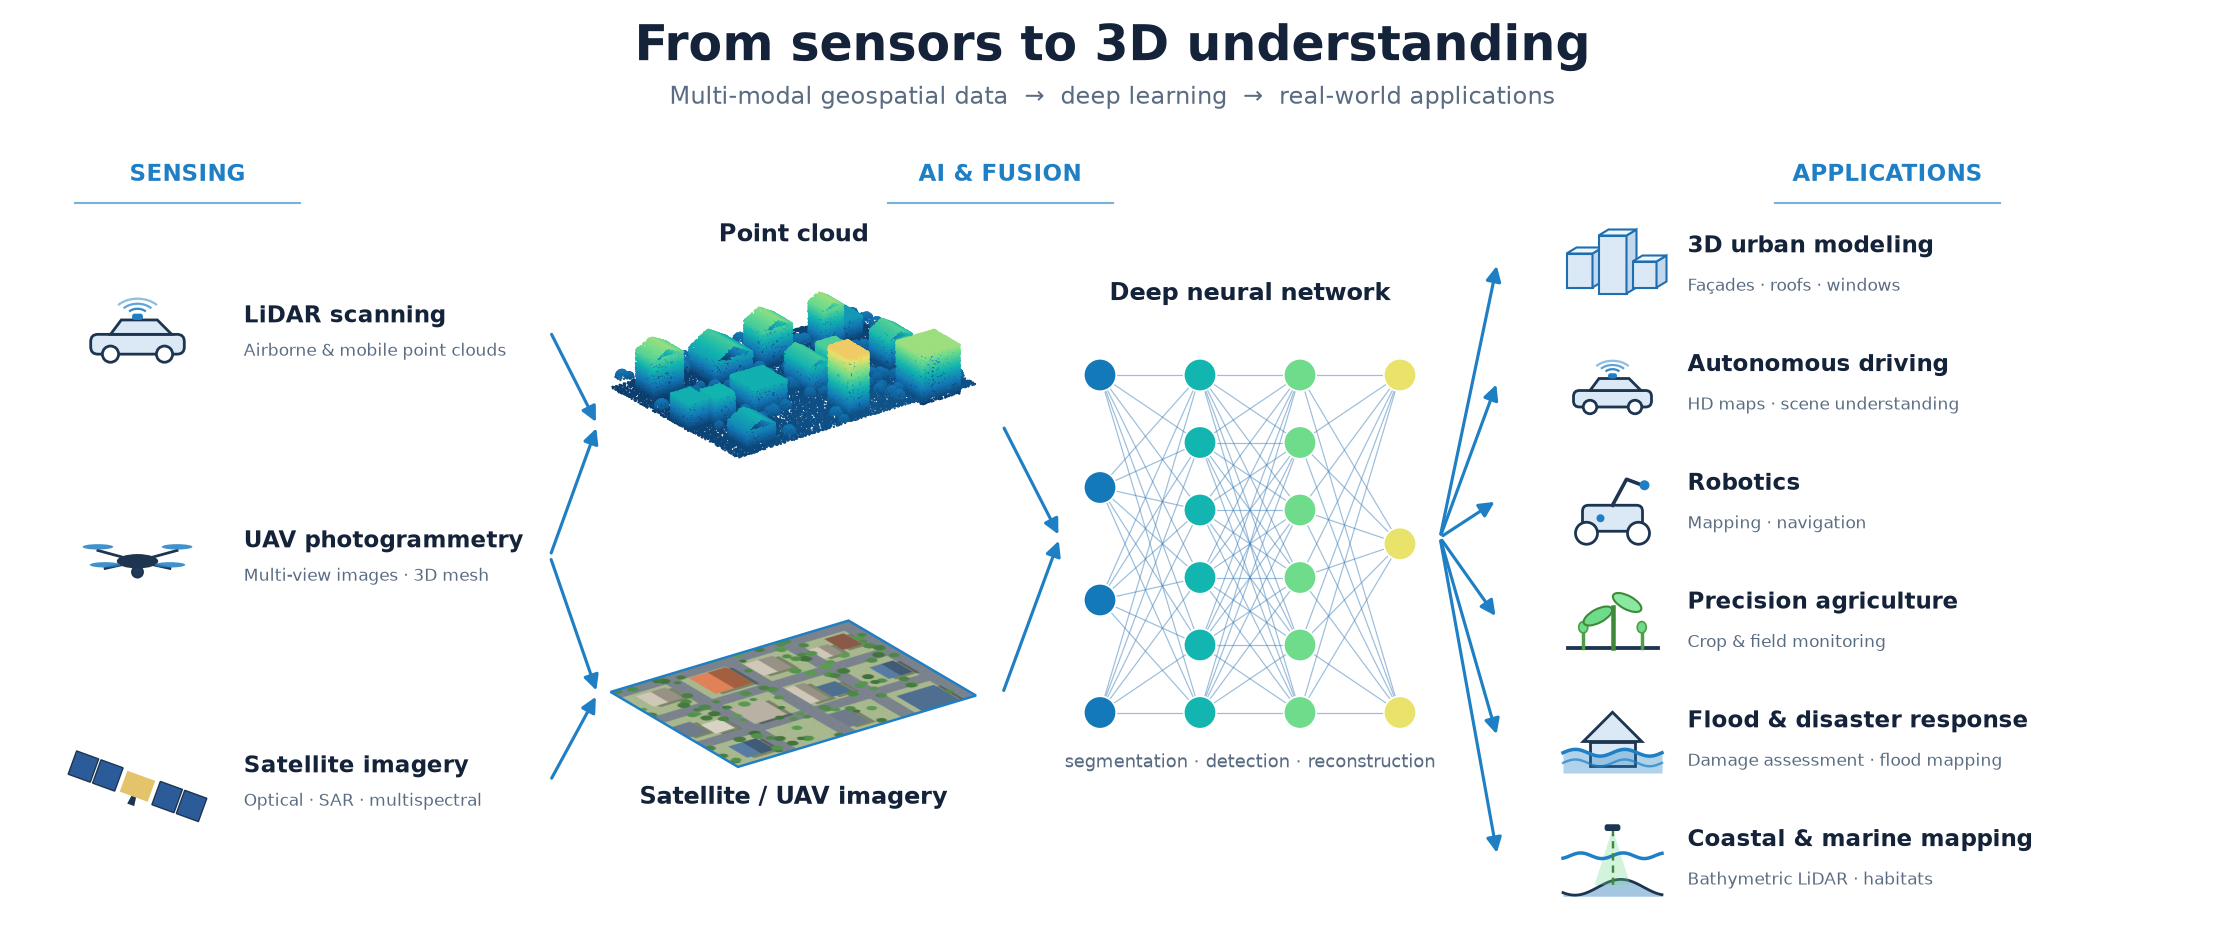 From sensors to 3D understanding
Multi-modal geospatial data → deep learning → real-world applications
SENSING
LiDAR scanning
Airborne & mobile point clouds
UAV photogrammetry
Multi-view images · 3D mesh
Satellite imagery
Optical · SAR · multispectral
AI & FUSION
Point cloud
Satellite / UAV imagery
Deep neural network
segmentation · detection · reconstruction
APPLICATIONS
3D urban modeling
Façades · roofs · windows
Autonomous driving
HD maps · scene understanding
Robotics
Mapping · navigation
Precision agriculture
Crop & field monitoring
Flood & disaster response
Damage assessment · flood mapping
Coastal & marine mapping
Bathymetric LiDAR · habitats